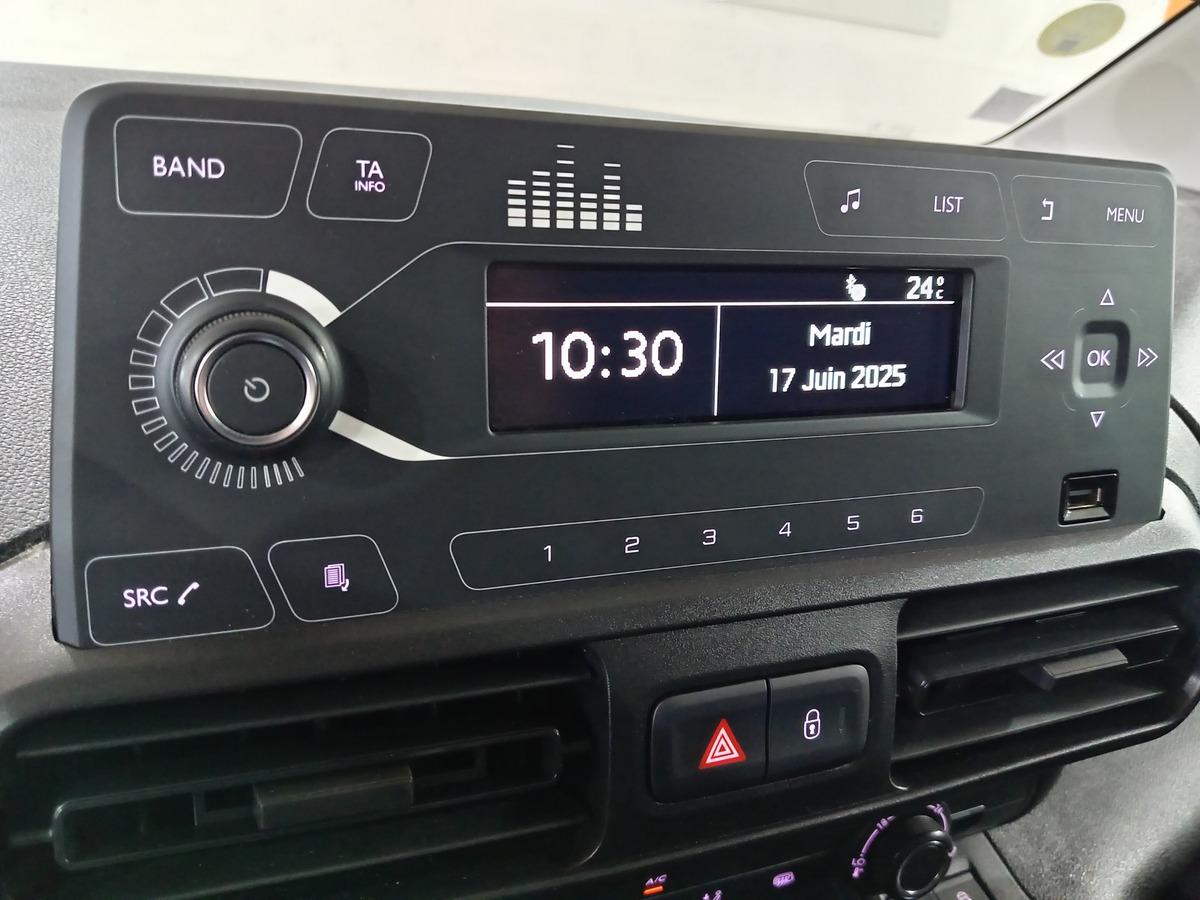 BAND
TA
INFO
LIST
MENU
24°C
10:30
Mardi
17 Juin 2025
OK
1 2 3 4 5 6
SRC
A/C
18